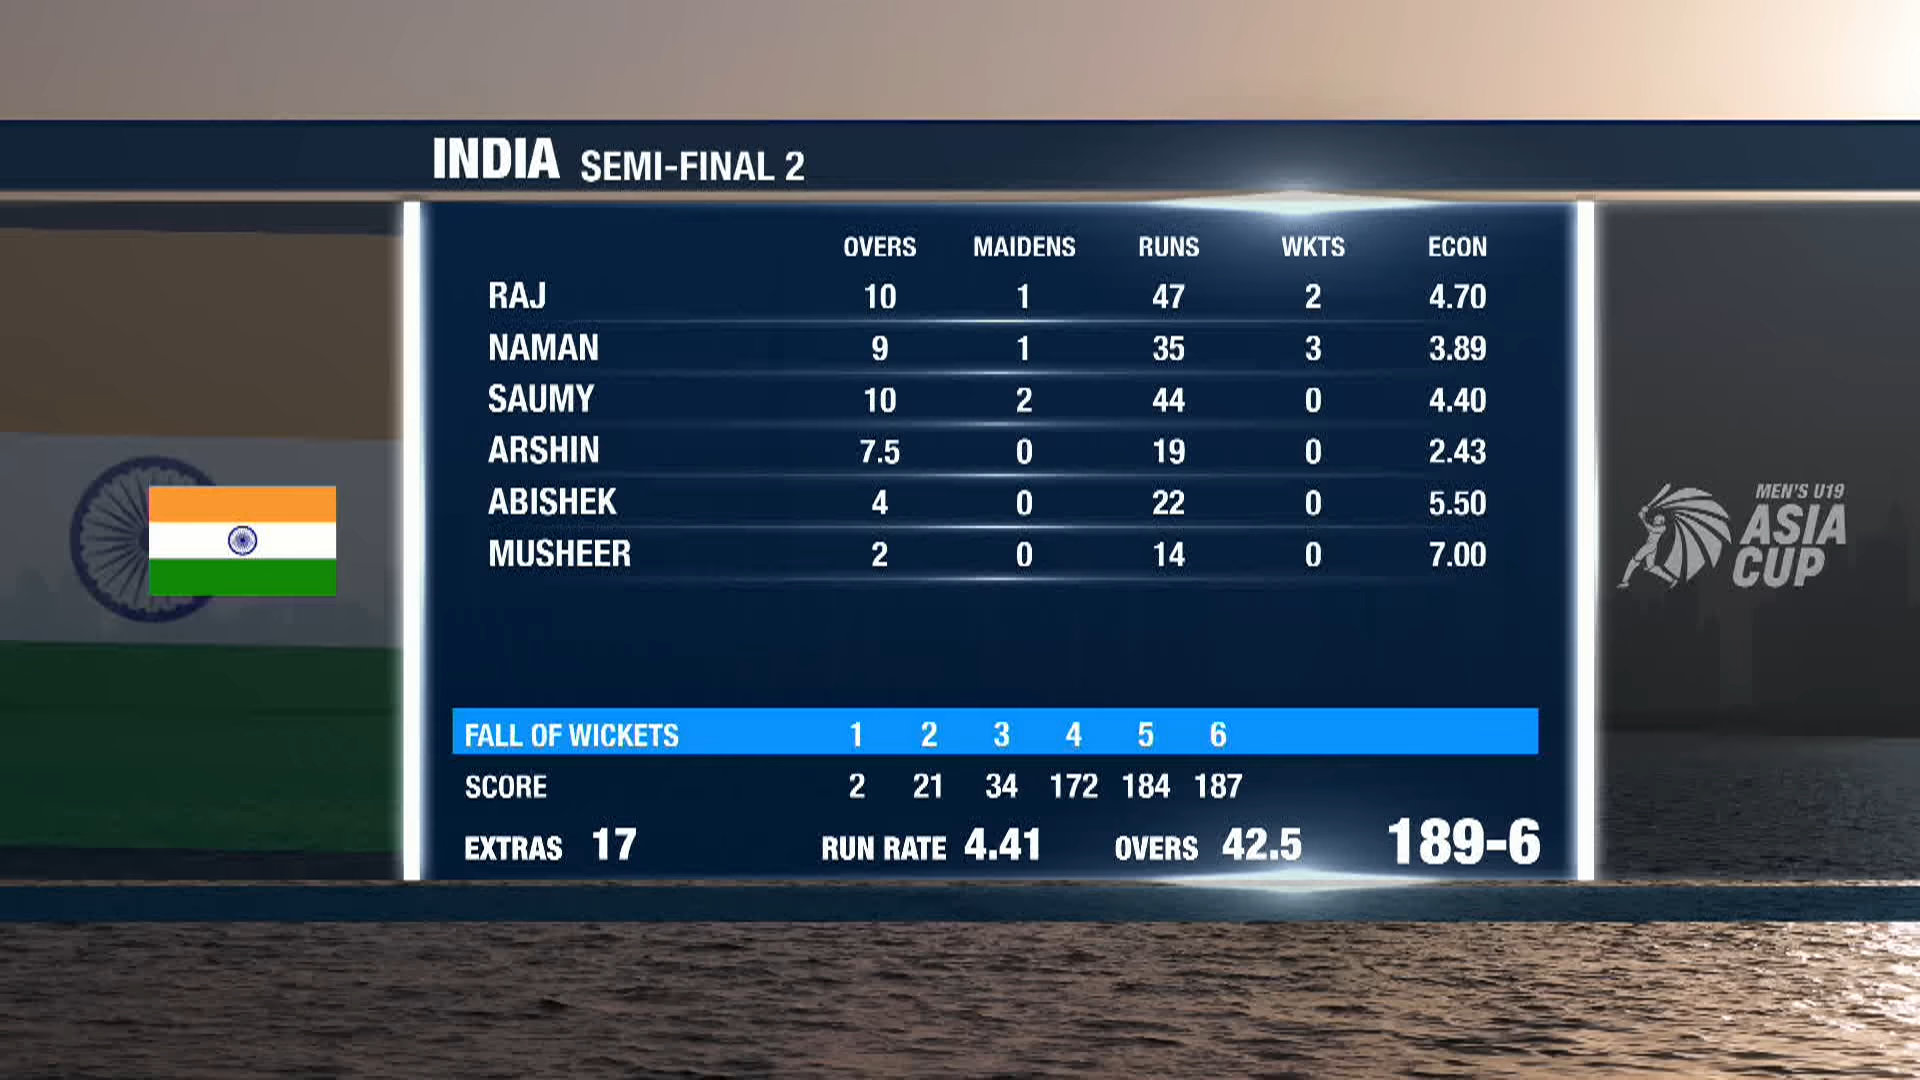 INDIA SEMI-FINAL 2
OVERS MAIDENS RUNS WKTS ECON
RAJ 10 1 47 2 4.70
NAMAN 9 1 35 3 3.89
SAUMY 10 2 44 0 4.40
ARSHIN 7.5 0 19 0 2.43
ABISHEK 4 0 22 0 5.50
MUSHEER 2 0 14 0 7.00
MEN'S U19
ASIA
CUP
FALL OF WICKETS 1 2 3 4 5 6
SCORE 2 21 34 172 184 187
EXTRAS 17 RUN RATE 4.41 OVERS 42.5 189-6